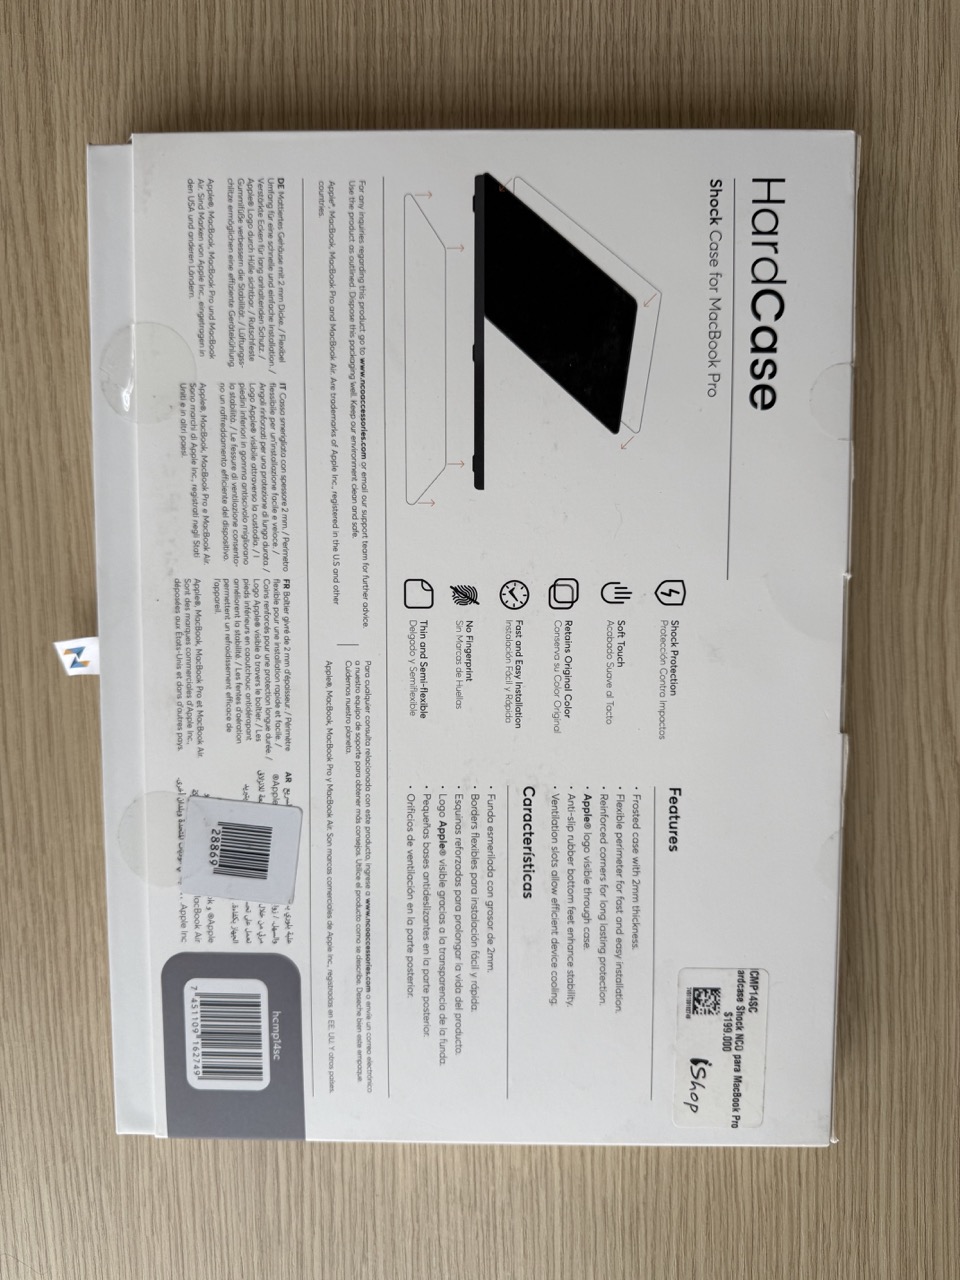 HardCase
Shock Case for MacBook Pro
Shock Protection
Protección Contra Impactos
Soft Touch
Acabado Suave al Tacto
Retains Original Color
Conserva su Color Original
Fast and Easy Installation
Instalación Fácil y Rápida
No Fingerprint
Sin Marcas de Huellas
Thin and Semi-flexible
Delgado y Semiflexible
Features
• Frosted case with 2mm thickness.
• Flexible perimeter for fast and easy installation.
• Reinforced corners for long lasting protection.
• Apple® logo visible through case.
• Anti-slip rubber bottom feet enhance stability.
• Ventilation slots allow efficient device cooling.
Características
• Funda esmerilada con grosor de 2mm.
• Borders flexibles para instalación fácil y rápida.
• Esquinas reforzadas para prolongar la vida del producto.
• Logo Apple® visible gracias a la transparencia de la funda.
• Pequeñas bases antideslizantes en la parte posterior.
• Orificios de ventilación en la parte posterior.
CMP14SC
ardcase Shock NCO para MacBook Pro
$199.000
iShop
For any inquiries regarding this product go to www.ncoaccessories.com or email our support team for further advice.
Use the product as outlined. Dispose this packaging well. Keep our environment clean and safe.
Apple®, MacBook, MacBook Pro and MacBook Air. Are trademarks of Apple Inc., registered in the U.S and other
countries.
Para cualquier consulta relacionada con este producto, ingrese a www.ncoaccessories.com o envíe un correo electrónico
a nuestro equipo de soporte para obtener más consejos. Utilice el producto como se describe. Deseche bien este empaque.
Cuidemos nuestro planeta.
Apple®, MacBook, MacBook Pro y MacBook Air. Son marcas comerciales de Apple Inc., registradas en EE. UU. Y otros países.
DE Mattiertes Gehäuse mit 2 mm Dicke. / Flexibel
Umfang für eine schnelle und einfache Installation. /
Verstärkte Ecken für lang anhaltenden Schutz. /
Apple® Logo durch Hülle sichtbar. / Rutschfeste
Gummifüße verbessern die Stabilität. / Lüftungs-
chlitze ermöglichen eine effiziente Gerätekühlung.
Apple®, MacBook, MacBook Pro und MacBook
Air. Sind Marken von Apple Inc., eingetragen in
den USA und anderen Ländern.
IT Cassa smerigliata con spessore 2 mm. / Perimetro
flessibile per un'installazione facile e veloce. /
Angoli rinforzati per una protezione di lunga durata /
Logo Apple® visibile attraverso la custodia. / I
piedini inferiori in gomma antiscivolo migliorano
la stabilità. / Le fessure di ventilazione consento-
no un raffreddamento efficiente del dispositivo.
Apple®, MacBook, MacBook Pro e MacBook Air.
Sono marchi di Apple Inc., registrati negli Stati
Uniti e in altri paesi.
FR Boîtier givré de 2 mm d'épaisseur. / Périmètre
flexible pour une installation rapide et facile. /
Coins renforcés pour une protection longue durée. /
Logo Apple® visible à travers le boîtier. / Les
pieds inférieurs en caoutchouc antidérapant
améliorent la stabilité. / Les fentes d'aération
permettent un refroidissement efficace de
l'appareil.
Apple®, MacBook, MacBook Pro et MacBook Air.
Sont des marques commerciales d'Apple Inc.,
déposées aux États-Unis et dans d'autres pays.
AR
28869
hcmp14sc
7 451109 162749
N